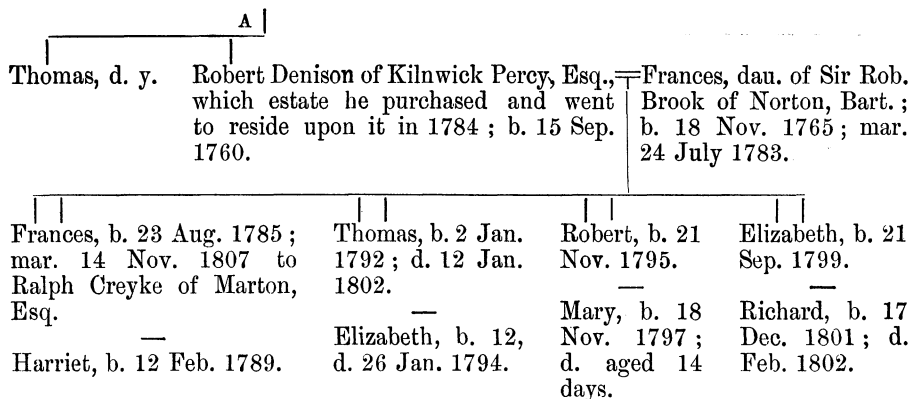 A
Thomas, d. y.
Robert Denison of Kilnwick Percy, Esq.,
which estate he purchased and went
to reside upon it in 1784 ; b. 15 Sep.
1760.
Frances, dau. of Sir Rob.
Brook of Norton, Bart. ;
b. 18 Nov. 1765 ; mar.
24 July 1783.
Frances, b. 23 Aug. 1785 ;
mar. 14 Nov. 1807 to
Ralph Creyke of Marton,
Esq.
—
Harriet, b. 12 Feb. 1789.
Thomas, b. 2 Jan.
1792 ; d. 12 Jan.
1802.
—
Elizabeth, b. 12,
d. 26 Jan. 1794.
Robert, b. 21
Nov. 1795.
—
Mary, b. 18
Nov. 1797 ;
d. aged 14
days.
Elizabeth, b. 21
Sep. 1799.
—
Richard, b. 17
Dec. 1801 ; d.
Feb. 1802.